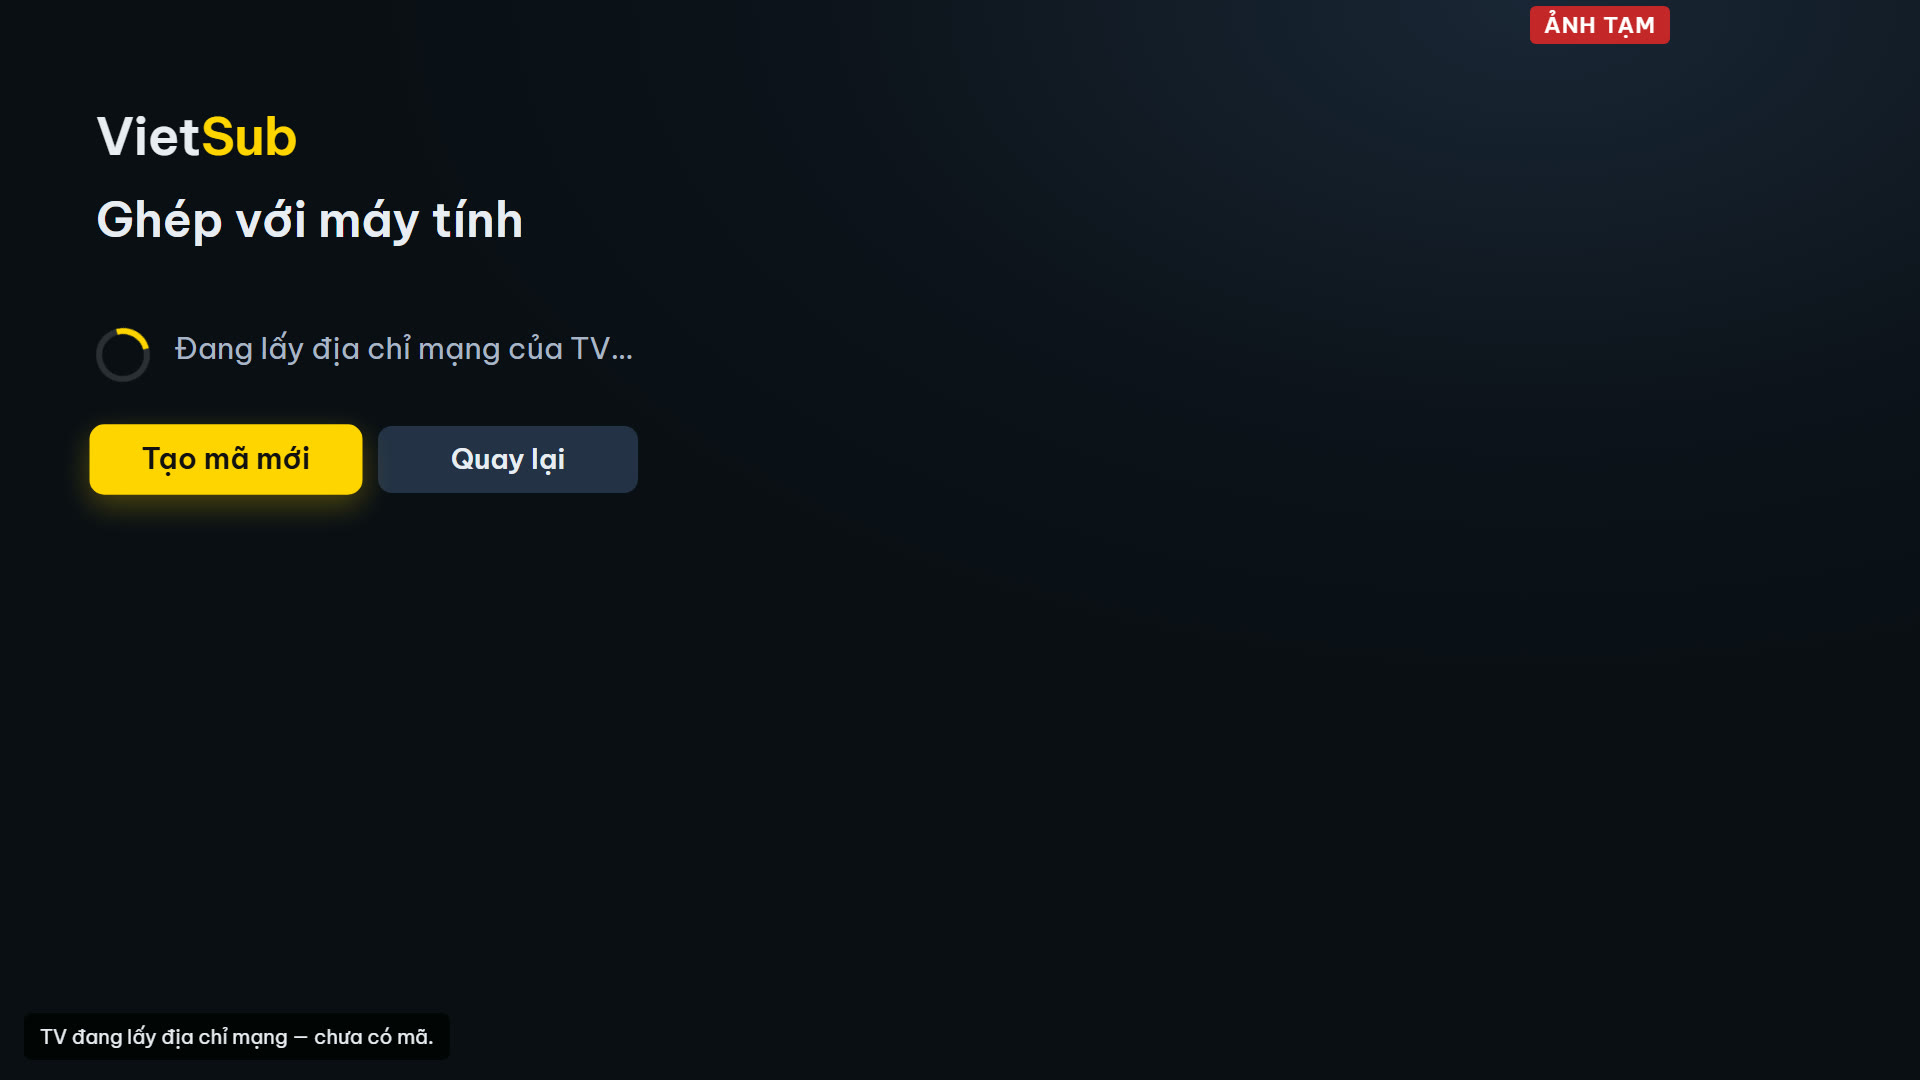 ẢNH TẠM
VietSub
Ghép với máy tính
Đang lấy địa chỉ mạng của TV...
Tạo mã mới
Quay lại
TV đang lấy địa chỉ mạng — chưa có mã.